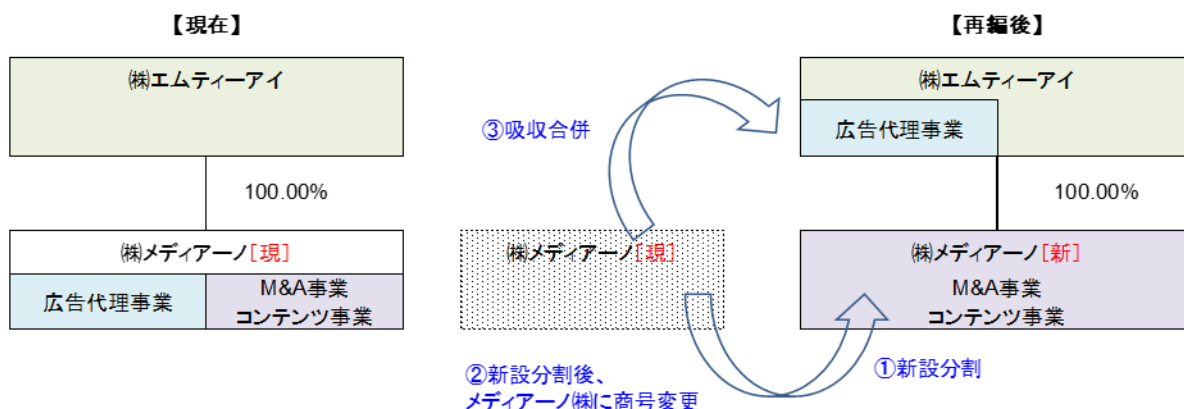 【現在】
㈱エムティーアイ
100.00%
㈱メディアーノ[現]
広告代理事業
M&A事業
コンテンツ事業
③吸収合併
㈱メディアーノ[現]
②新設分割後、
メディアーノ㈱に商号変更
①新設分割
【再編後】
㈱エムティーアイ
広告代理事業
100.00%
㈱メディアーノ[新]
M&A事業
コンテンツ事業